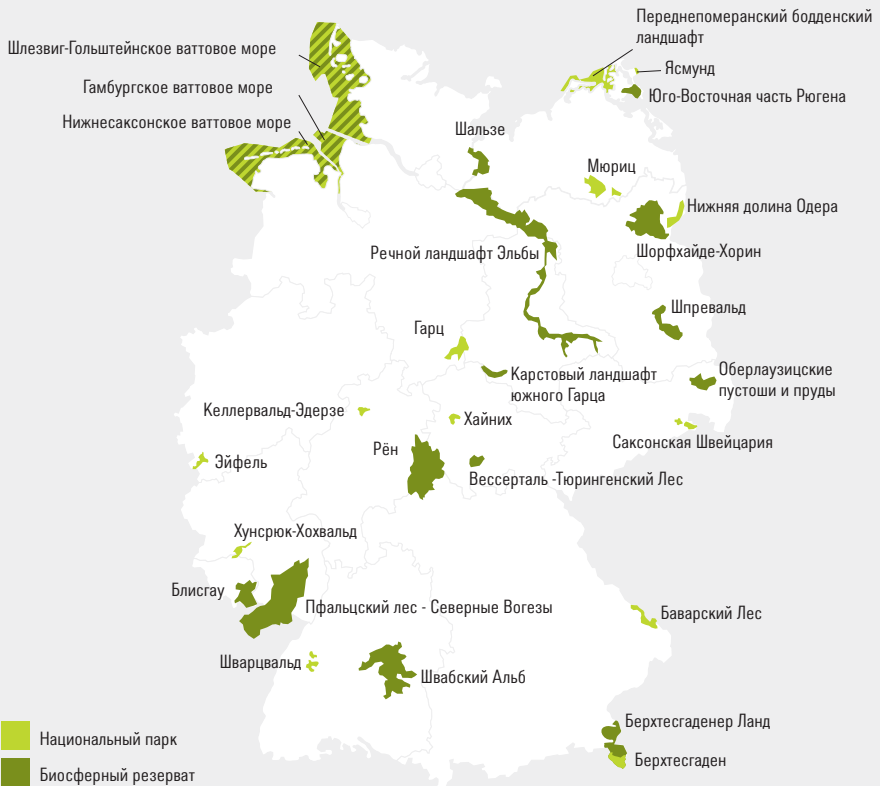 Переднепомеранский бодденский
ландшафт
Шлезвиг-Гольштейнское ваттовое море
Ясмунд
Гамбургское ваттовое море
Юго-Восточная часть Рюгена
Нижнесаксонское ваттовое море
Шальзе
Мюриц
Нижняя долина Одера
Речной ландшафт Эльбы
Шорфхайде-Хорин
Шпревальд
Гарц
Карстовый ландшафт
южного Гарца
Оберлаузицские
пустоши и пруды
Келлервальд-Эдерзе
Хайних
Саксонская Швейцария
Рён
Эйфель
Вессерталь -Тюрингенский Лес
Хунсрюк-Хохвальд
Блисгау
Пфальцский лес - Северные Вогезы
Баварский Лес
Шварцвальд
Швабский Альб
Берхтесгаденер Ланд
Национальный парк
Берхтесгаден
Биосферный резерват